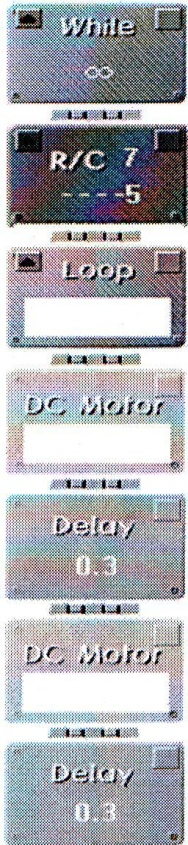 While
∞
R/C 7
----5
Loop
DC Motor
Delay
0.3
DC Motor
Delay
0.3